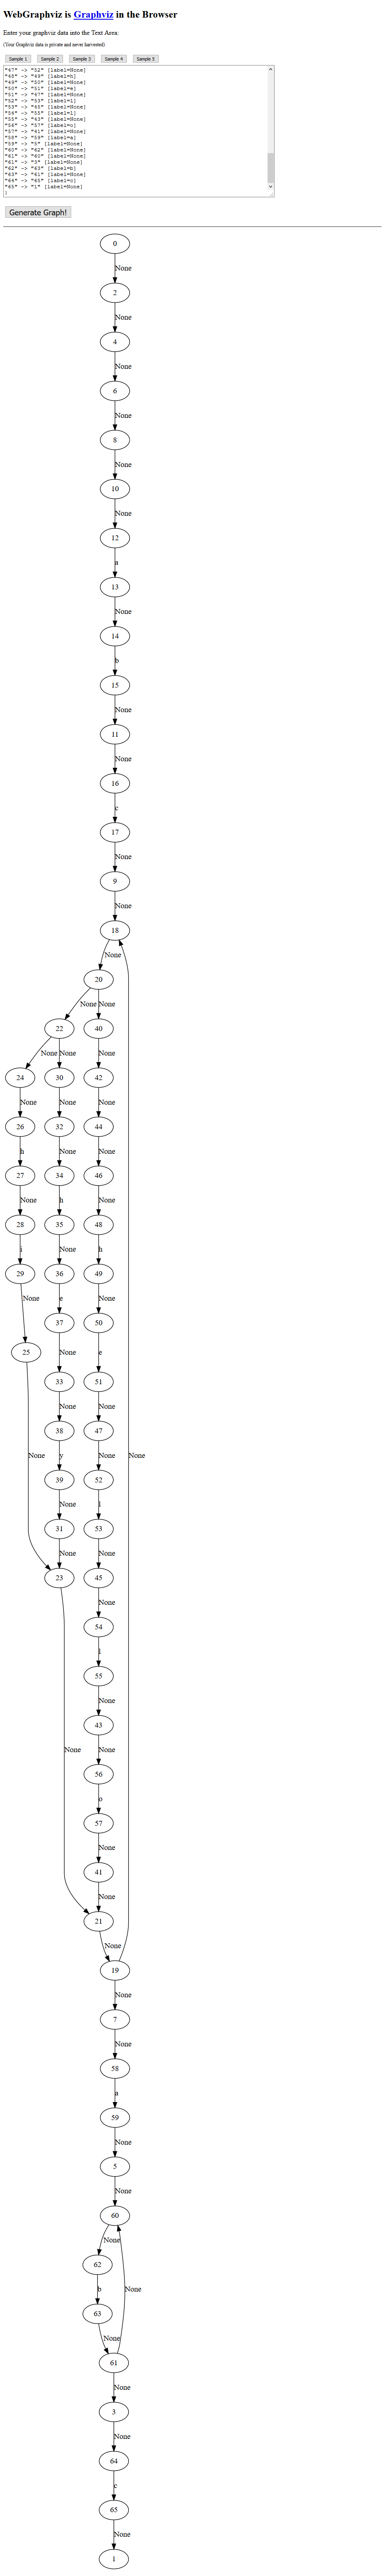 WebGraphviz is Graphviz in the Browser
Enter your graphviz data into the Text Area:
(Your Graphviz data is private and never harvested)
Sample 1 Sample 2 Sample 3 Sample 4 Sample 5
"47" -> "52" [label=None]
"48" -> "49" [label=h]
"49" -> "50" [label=None]
"50" -> "51" [label=e]
"51" -> "47" [label=None]
"52" -> "53" [label=l]
"53" -> "45" [label=None]
"54" -> "55" [label=l]
"55" -> "43" [label=None]
"56" -> "57" [label=o]
"57" -> "41" [label=None]
"58" -> "59" [label=a]
"59" -> "5" [label=None]
"60" -> "62" [label=None]
"61" -> "60" [label=None]
"61" -> "3" [label=None]
"62" -> "63" [label=b]
"63" -> "61" [label=None]
"64" -> "65" [label=c]
"65" -> "1" [label=None]
}
Generate Graph!
0
None
2
None
4
None
6
None
8
None
10
None
12
a
13
None
14
b
15
None
11
None
16
c
17
None
9
None
18
None
20
None None
22 40
None None None
24 30 42
None None None
26 32 44
h None None
27 34 46
None h None
28 35 48
i None h
29 36 49
None e None
37 50
None e
25 33 51
None None
38 47
None y None None
39 52
None l
31 53
None None
23 45
None
54
l
55
None
43
None None
56
o
57
None
41
None
21
None
19
None
7
None
58
a
59
None
5
None
60
None
62
b None
63
None
61
None
3
None
64
c
65
None
1